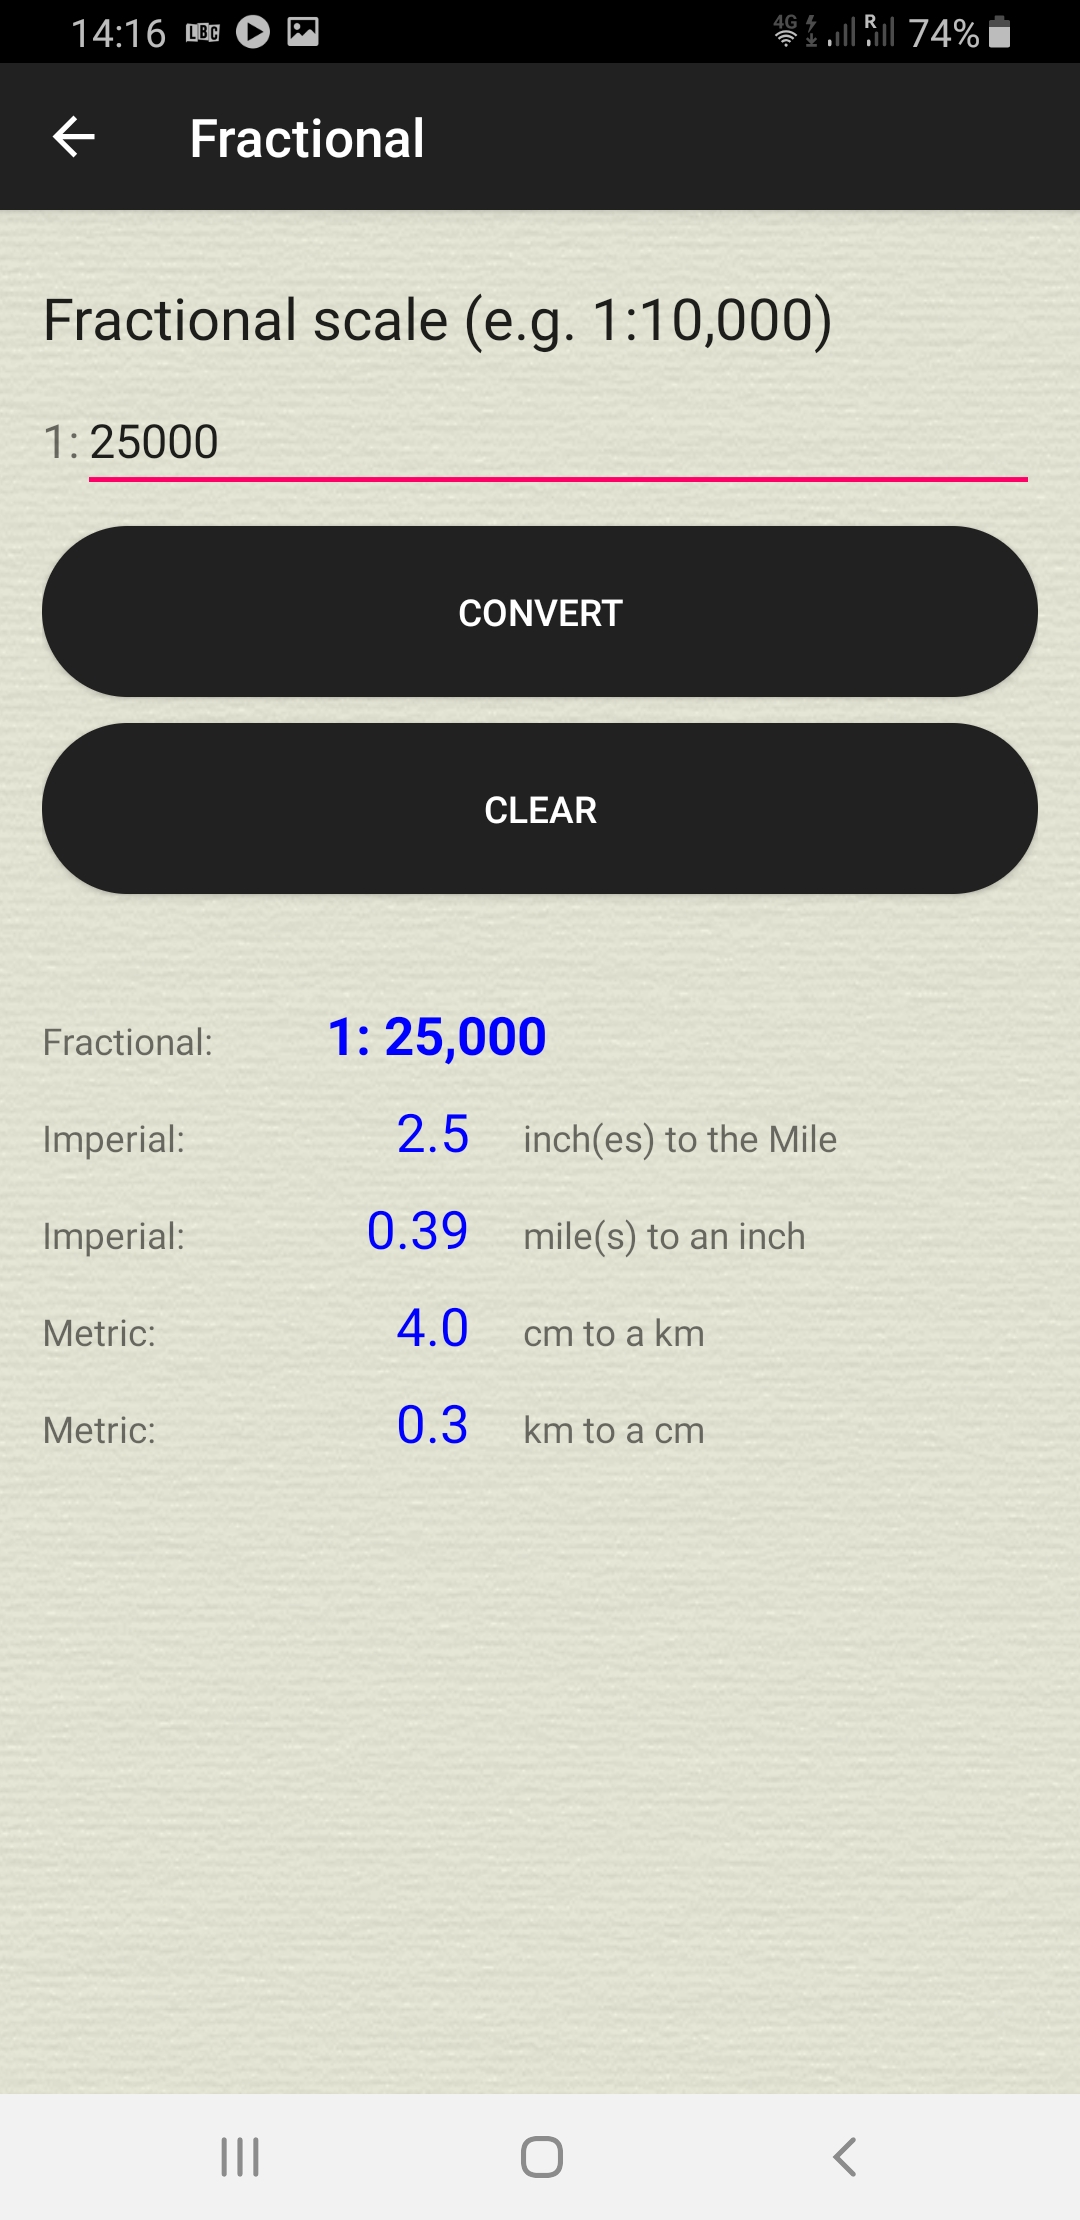 14:16 LBC 4G R 74%
Fractional
Fractional scale (e.g. 1:10,000)
1: 25000
CONVERT
CLEAR
Fractional: 1: 25,000
Imperial: 2.5 inch(es) to the Mile
Imperial: 0.39 mile(s) to an inch
Metric: 4.0 cm to a km
Metric: 0.3 km to a cm